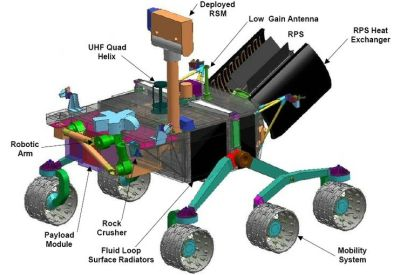 Deployed
RSM
Low Gain Antenna
RPS
RPS Heat
Exchanger
UHF Quad
Helix
Robotic
Arm
Payload
Module
Rock
Crusher
Fluid Loop
Surface Radiators
Mobility
System